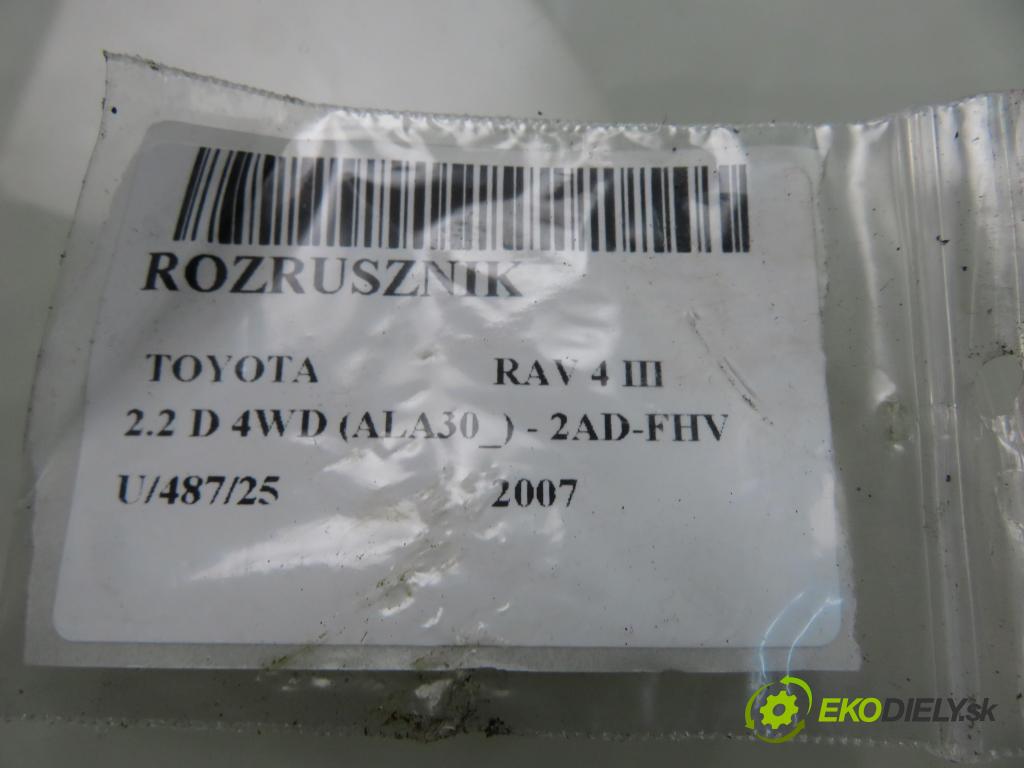 ROZRUSZNIK
TOYOTA RAV 4 III
2.2 D 4WD (ALA30_) - 2AD-FHV
U/487/25 2007
EKODIELY.sk